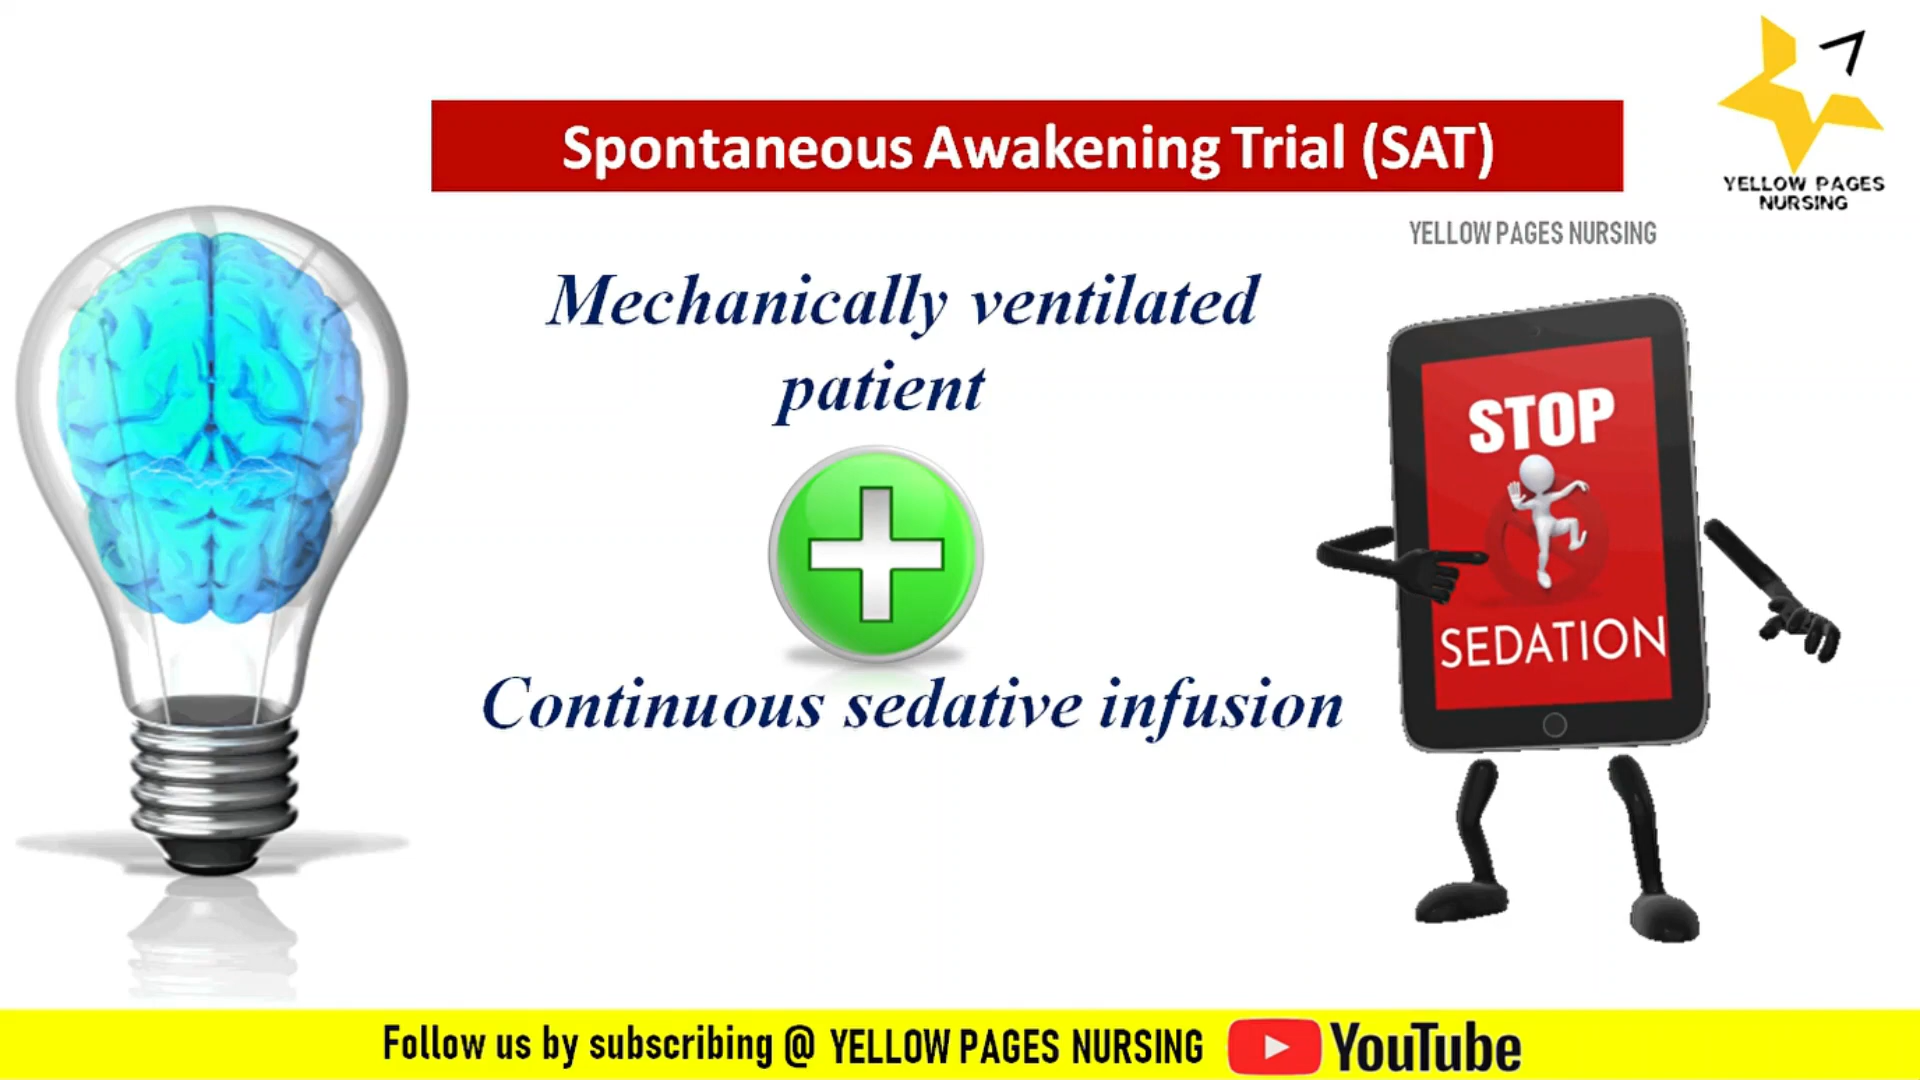 Spontaneous Awakening Trial (SAT)
YELLOW PAGES
NURSING
YELLOW PAGES NURSING
Mechanically ventilated
patient
STOP
SEDATION
Continuous sedative infusion
Follow us by subscribing @ YELLOW PAGES NURSING YouTube